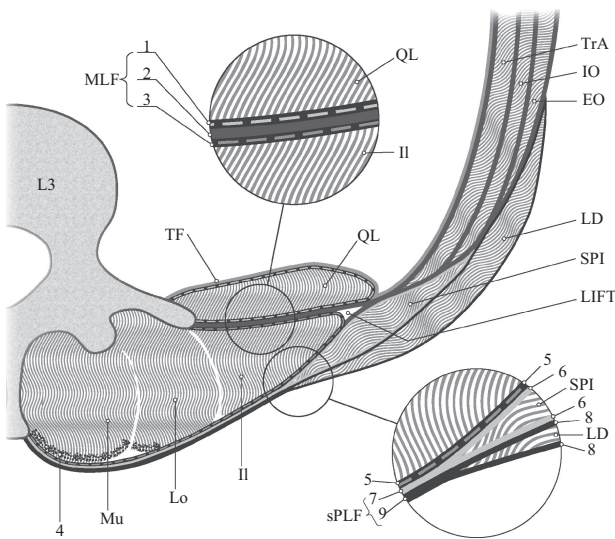 1
MLF 2
3
QL
Il
TrA
IO
EO
L3
TF
QL
LD
SPI
LIFT
5
6
SPI
6
8
LD
8
5
7
sPLF 9
4
Mu
Lo
Il